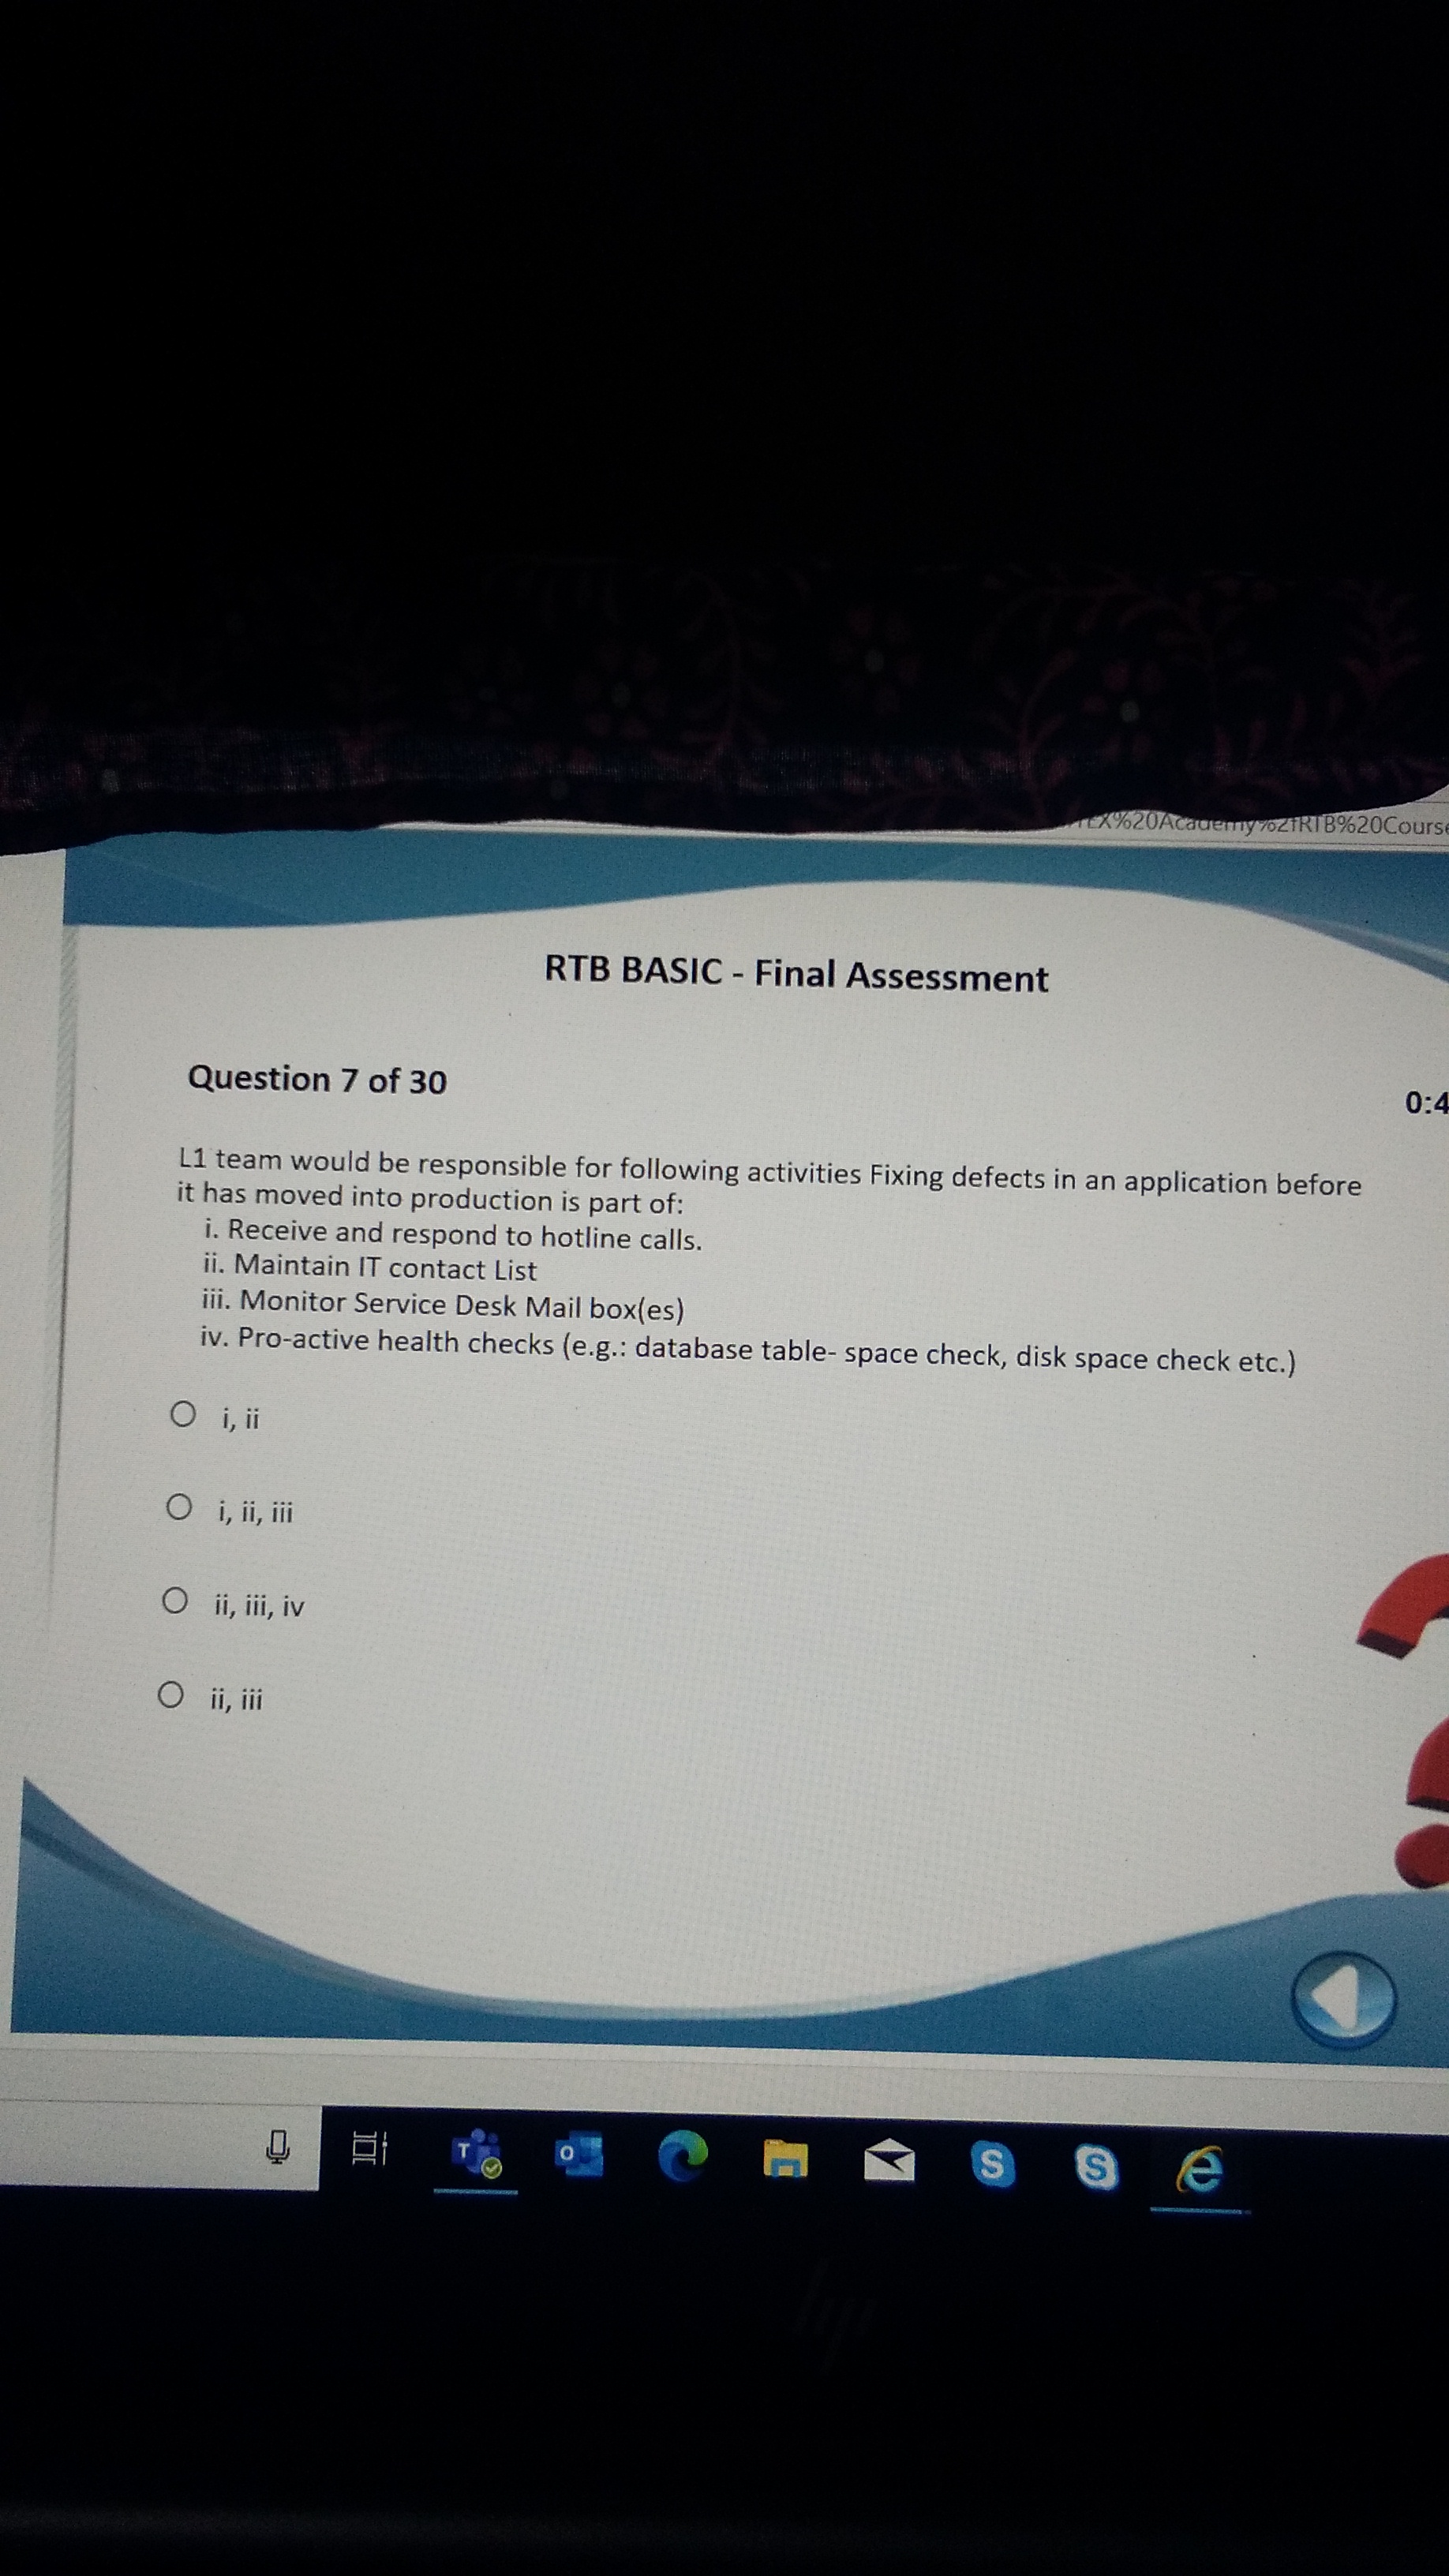 %20Academy%2fRTB%20Course
RTB BASIC - Final Assessment
Question 7 of 30
0:4
L1 team would be responsible for following activities Fixing defects in an application before
it has moved into production is part of:
i. Receive and respond to hotline calls.
ii. Maintain IT contact List
iii. Monitor Service Desk Mail box(es)
iv. Pro-active health checks (e.g.: database table- space check, disk space check etc.)
i, ii
i, ii, iii
ii, iii, iv
ii, iii
hp